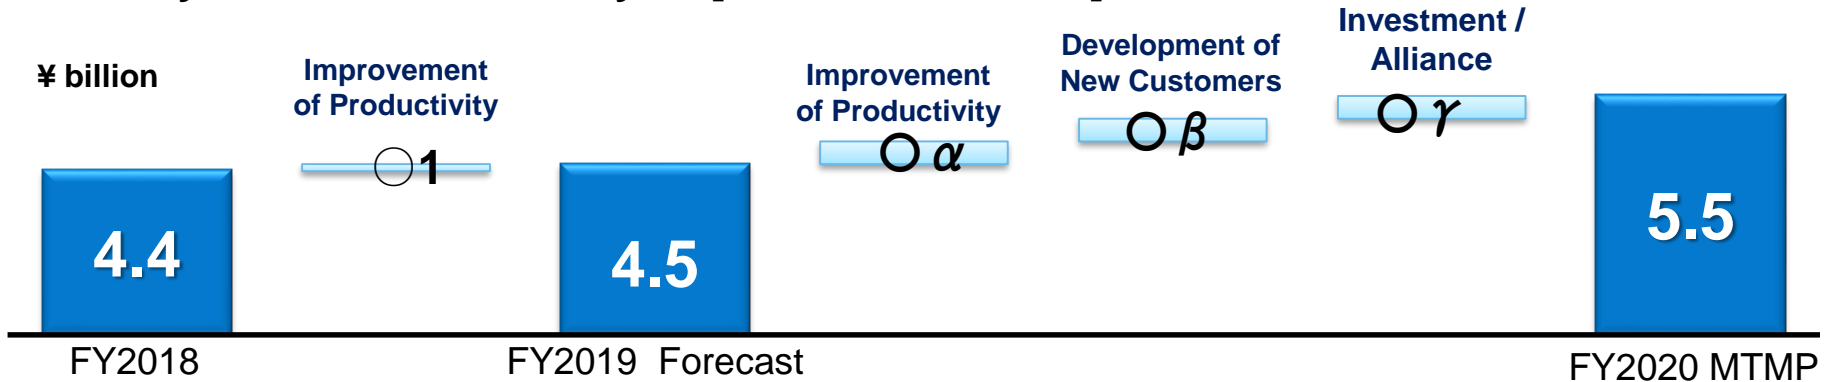 ¥ billion
Improvement
of Productivity
○1
Improvement
of Productivity
○ α
Development of
New Customers
○ β
Investment /
Alliance
○ γ
4.4
4.5
5.5
FY2018
FY2019 Forecast
FY2020 MTMP